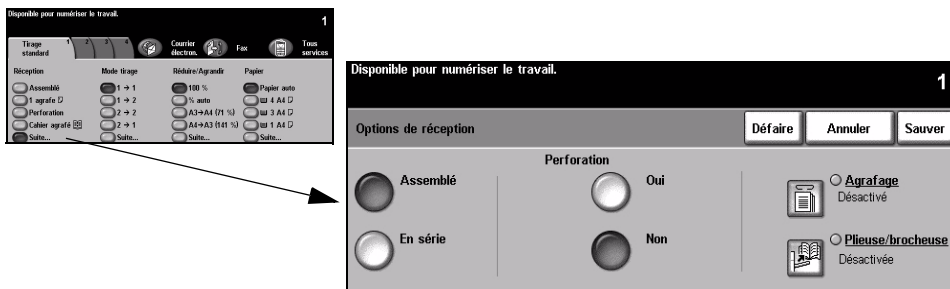 Disponible pour numériser le travail.
1
Tirage standard 1 2 3 4 Courrier électron. Fax Tous services
Réception Mode tirage Réduire/Agrandir Papier
Assemblé 1 → 1 100 % Papier auto
1 agrafe 1 → 2 % auto 4 A4
Perforation 2 → 2 A3→A4 (71 %) 3 A4
Cahier agrafé 2 → 1 A4→A3 (141 %) 1 A4
Suite... Suite... Suite... Suite...
Disponible pour numériser le travail.
1
Options de réception Défaire Annuler Sauver
Perforation
Assemblé Oui Agrafage
Désactivé
En série Non Plieuse/brocheuse
Désactivée